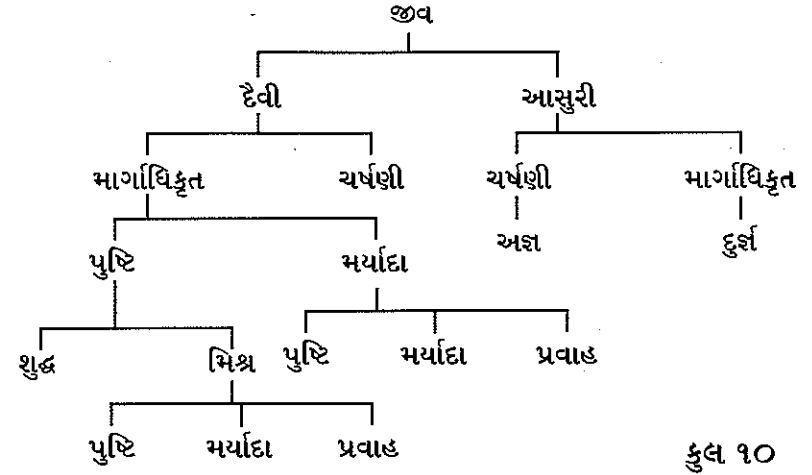 જીવ
દૈવી આસુરી
માર્ગાધિકૃત ચર્ષણી ચર્ષણી માર્ગાધિકૃત
અજ્ઞ દુર્જ્ઞ
પુષ્ટિ મર્યાદા
શુદ્ધ મિશ્ર પુષ્ટિ મર્યાદા પ્રવાહ
પુષ્ટિ મર્યાદા પ્રવાહ
કુલ ૧૦